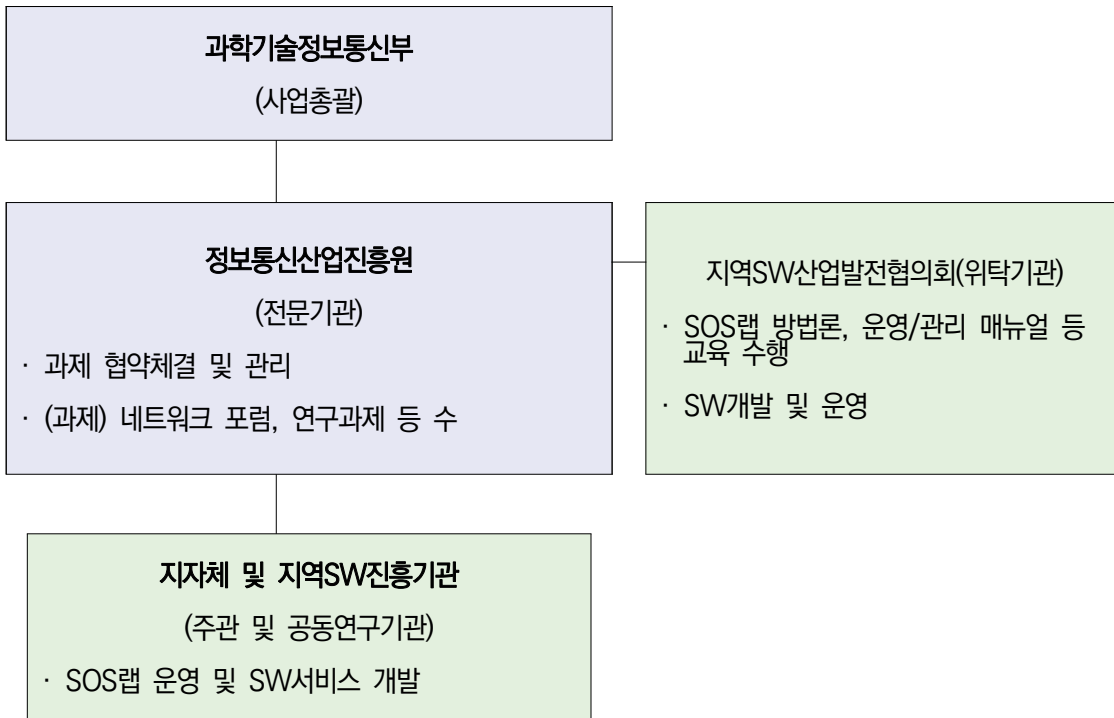 과학기술정보통신부
(사업총괄)
정보통신산업진흥원
(전문기관)
· 과제 협약체결 및 관리
· (과제) 네트워크 포럼, 연구과제 등 수
지역SW산업발전협의회(위탁기관)
· SOS랩 방법론, 운영/관리 매뉴얼 등
교육 수행
· SW개발 및 운영
지자체 및 지역SW진흥기관
(주관 및 공동연구기관)
· SOS랩 운영 및 SW서비스 개발